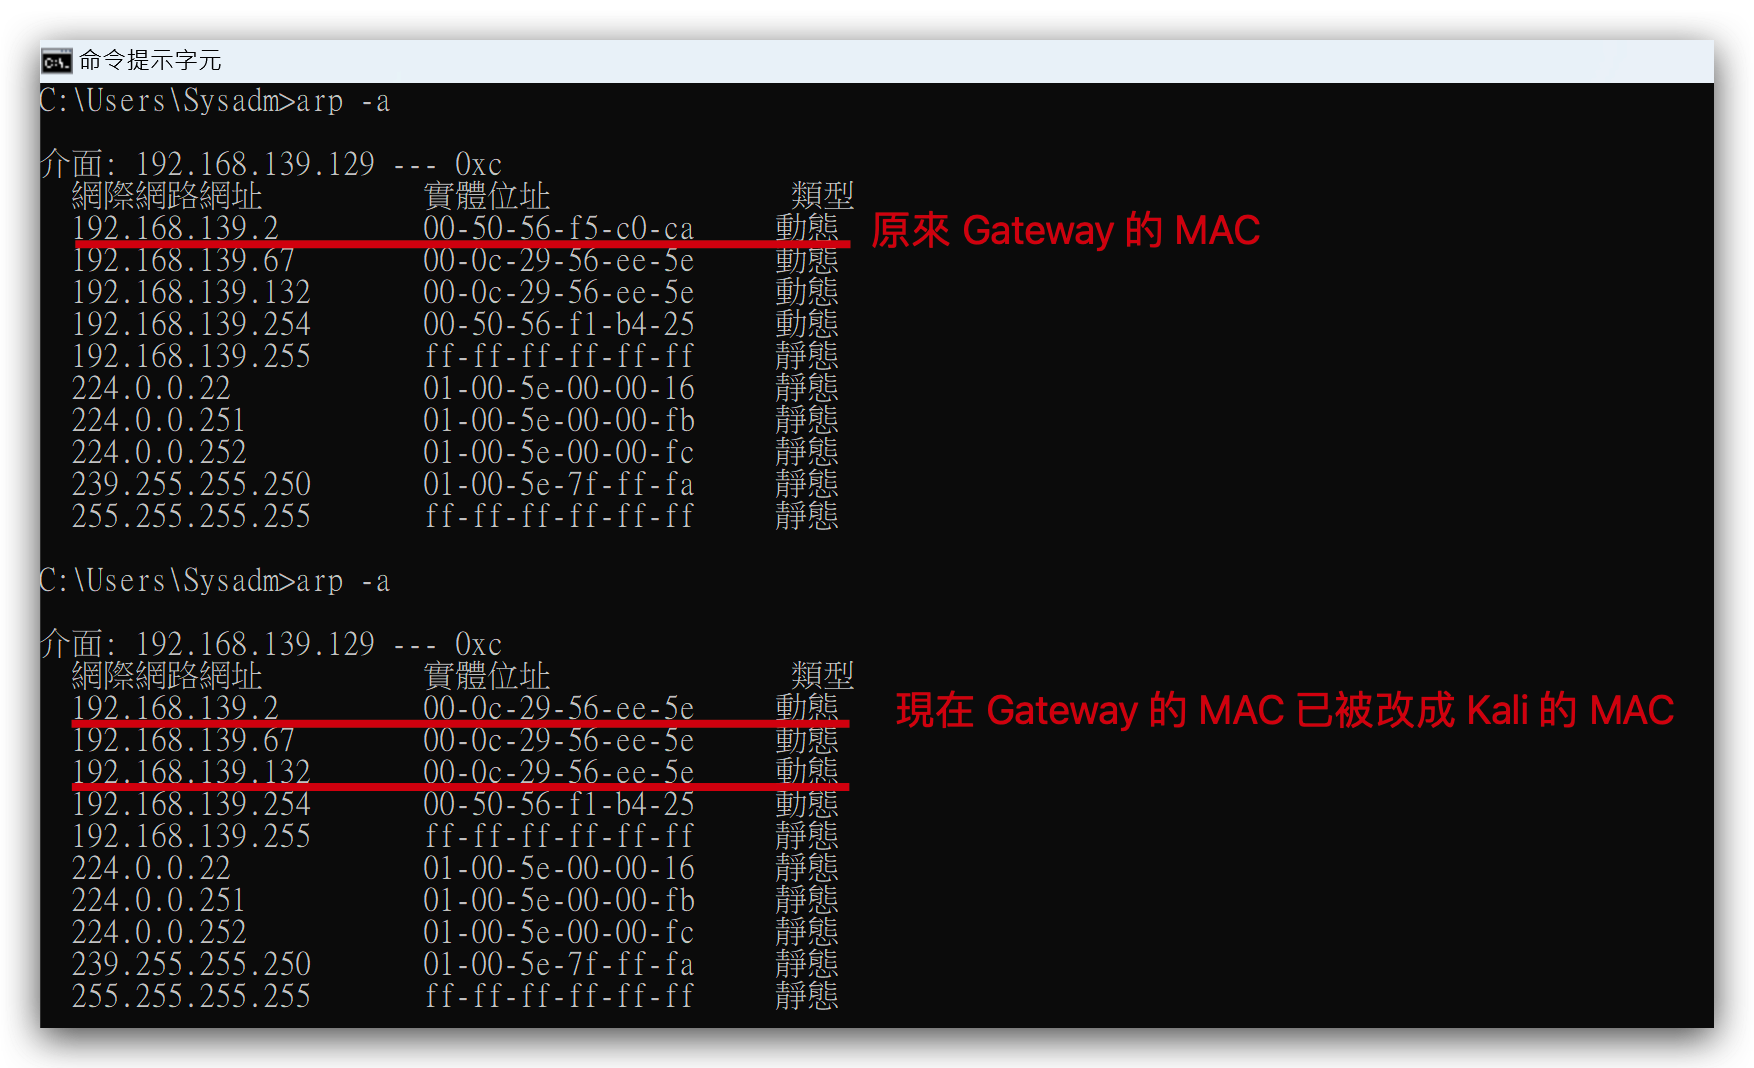 命令提示字元
C:\Users\Sysadm>arp -a
介面: 192.168.139.129 --- 0xc
網際網路網址 實體位址 類型
192.168.139.2 00-50-56-f5-c0-ca 動態 原來 Gateway 的 MAC
192.168.139.67 00-0c-29-56-ee-5e 動態
192.168.139.132 00-0c-29-56-ee-5e 動態
192.168.139.254 00-50-56-f1-b4-25 動態
192.168.139.255 ff-ff-ff-ff-ff-ff 靜態
224.0.0.22 01-00-5e-00-00-16 靜態
224.0.0.251 01-00-5e-00-00-fb 靜態
224.0.0.252 01-00-5e-00-00-fc 靜態
239.255.255.250 01-00-5e-7f-ff-fa 靜態
255.255.255.255 ff-ff-ff-ff-ff-ff 靜態
C:\Users\Sysadm>arp -a
介面: 192.168.139.129 --- 0xc
網際網路網址 實體位址 類型
192.168.139.2 00-0c-29-56-ee-5e 動態 現在 Gateway 的 MAC 已被改成 Kali 的 MAC
192.168.139.67 00-0c-29-56-ee-5e 動態
192.168.139.132 00-0c-29-56-ee-5e 動態
192.168.139.254 00-50-56-f1-b4-25 動態
192.168.139.255 ff-ff-ff-ff-ff-ff 靜態
224.0.0.22 01-00-5e-00-00-16 靜態
224.0.0.251 01-00-5e-00-00-fb 靜態
224.0.0.252 01-00-5e-00-00-fc 靜態
239.255.255.250 01-00-5e-7f-ff-fa 靜態
255.255.255.255 ff-ff-ff-ff-ff-ff 靜態